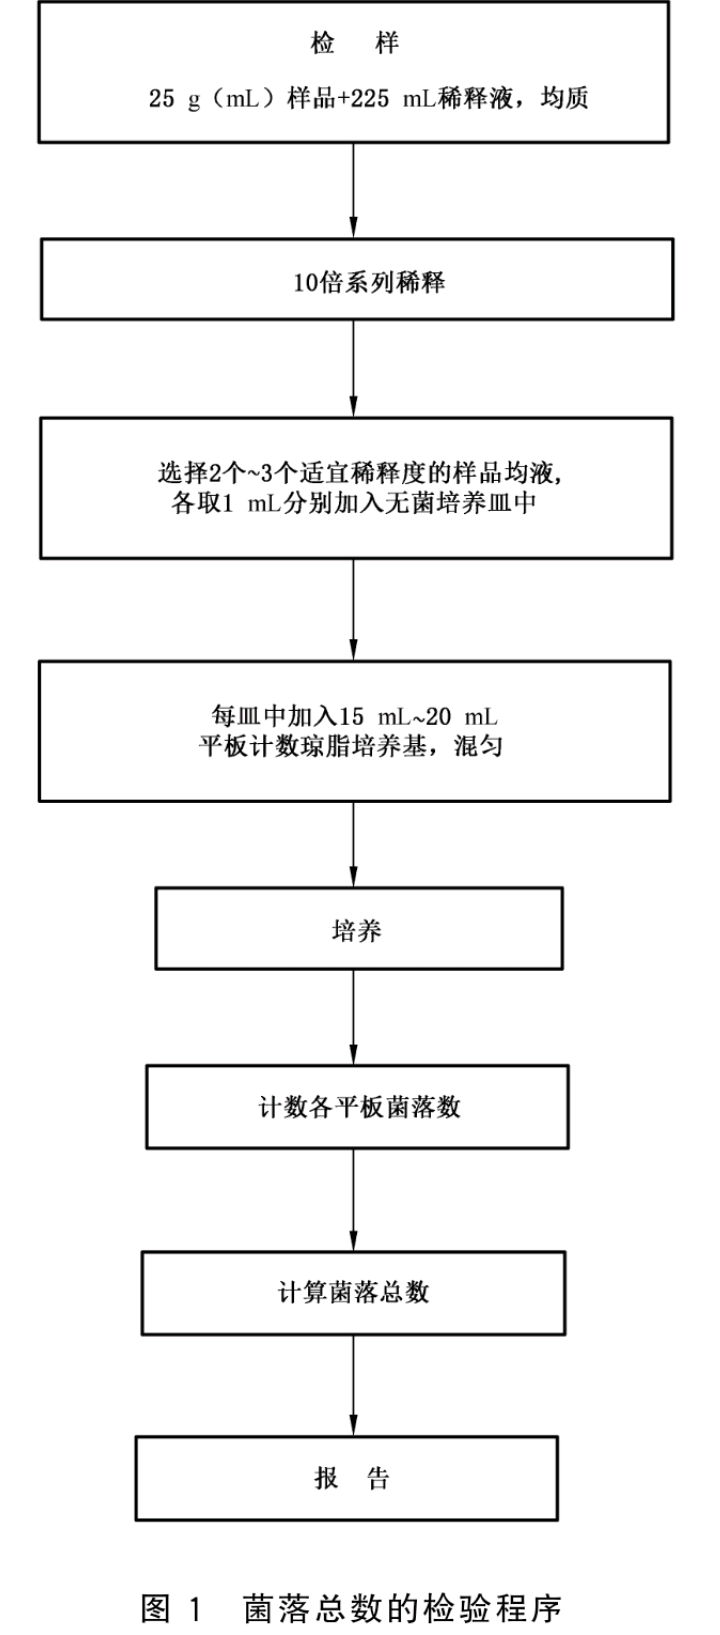 检 样
25 g（mL）样品+225 mL稀释液，均质
10倍系列稀释
选择2个~3个适宜稀释度的样品均液，
各取1 mL分别加入无菌培养皿中
每皿中加入15 mL~20 mL
平板计数琼脂培养基，混匀
培养
计数各平板菌落数
计算菌落总数
报 告
图 1 菌落总数的检验程序